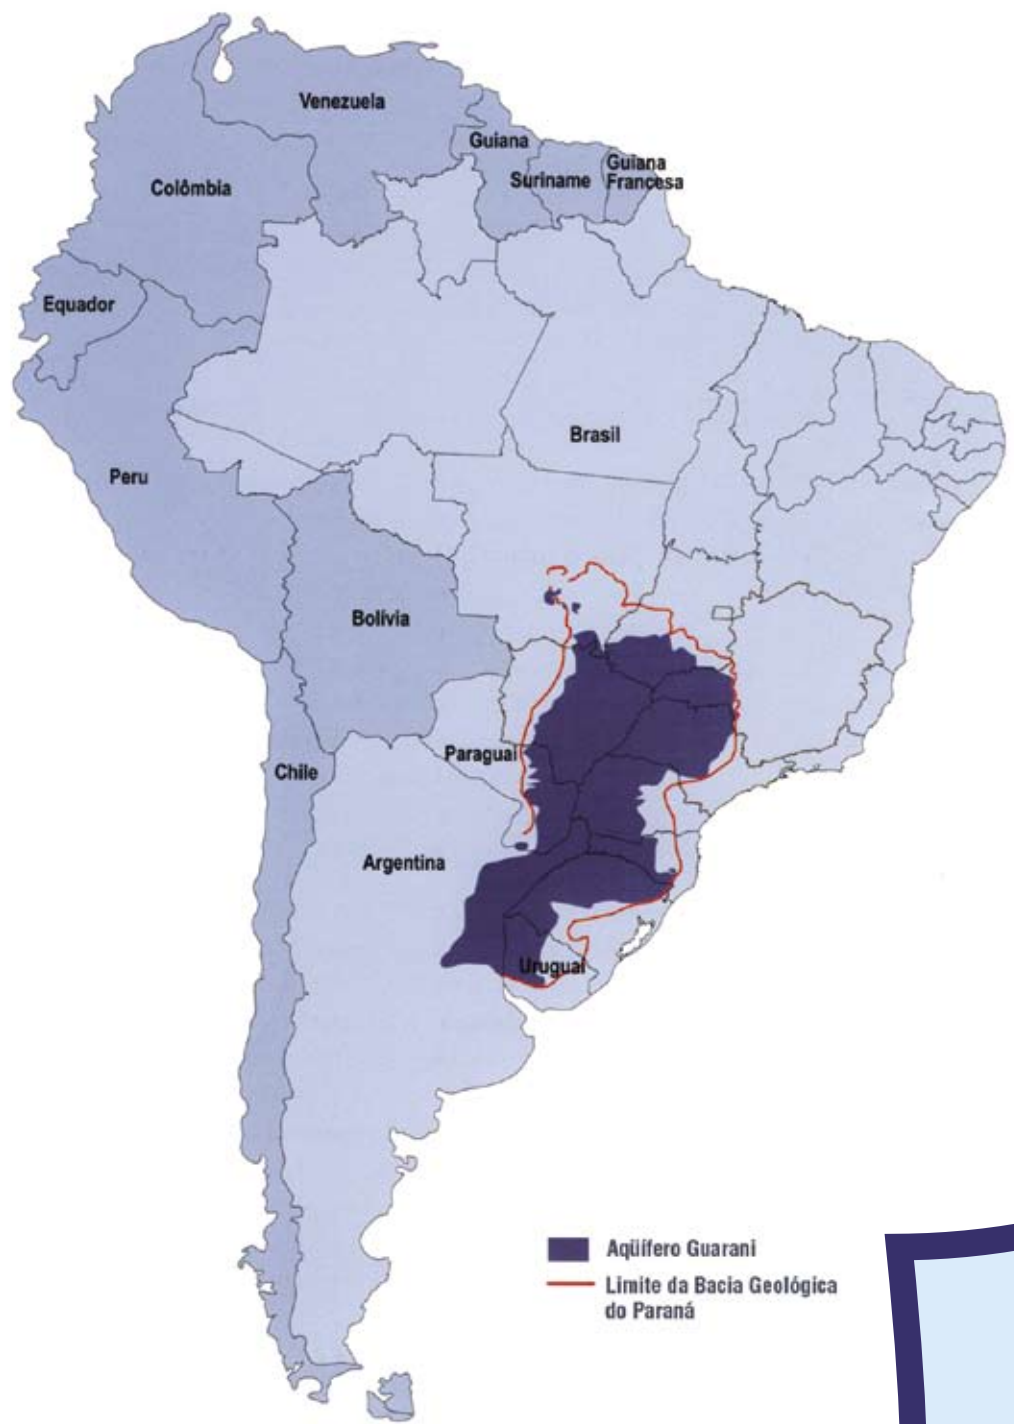 Venezuela
Guiana
Suriname
Guiana
Francesa
Colômbia
Equador
Brasil
Peru
Bolívia
Paraguai
Chile
Argentina
Uruguai
Aqüífero Guarani
Limite da Bacia Geológica
do Paraná